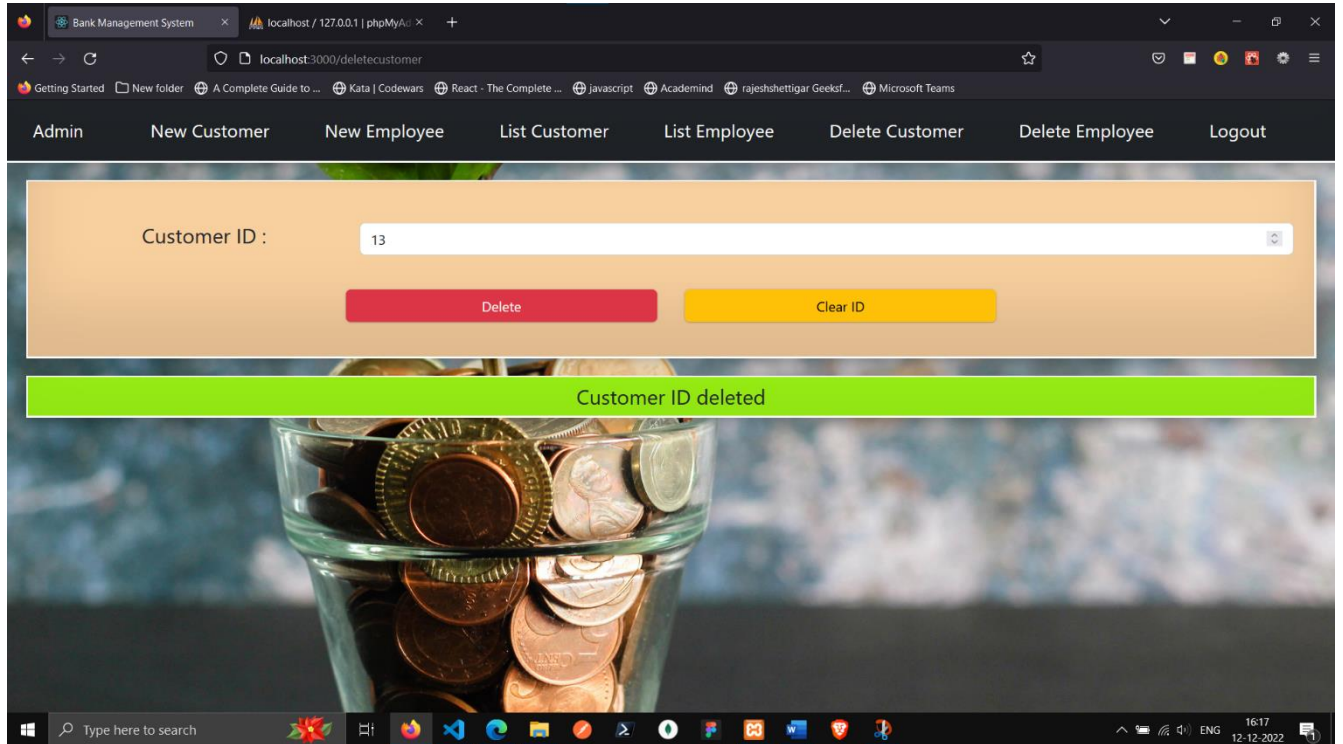 Bank Management System
localhost / 127.0.0.1 | phpMyAd
localhost:3000/deletecustomer
Getting Started New folder A Complete Guide to ... Kata | Codewars React - The Complete ... javascript Academind rajeshshettigar Geeksf... Microsoft Teams
Admin New Customer New Employee List Customer List Employee Delete Customer Delete Employee Logout
Customer ID :
13
Delete Clear ID
Customer ID deleted
Type here to search
ENG
16:17
12-12-2022
1